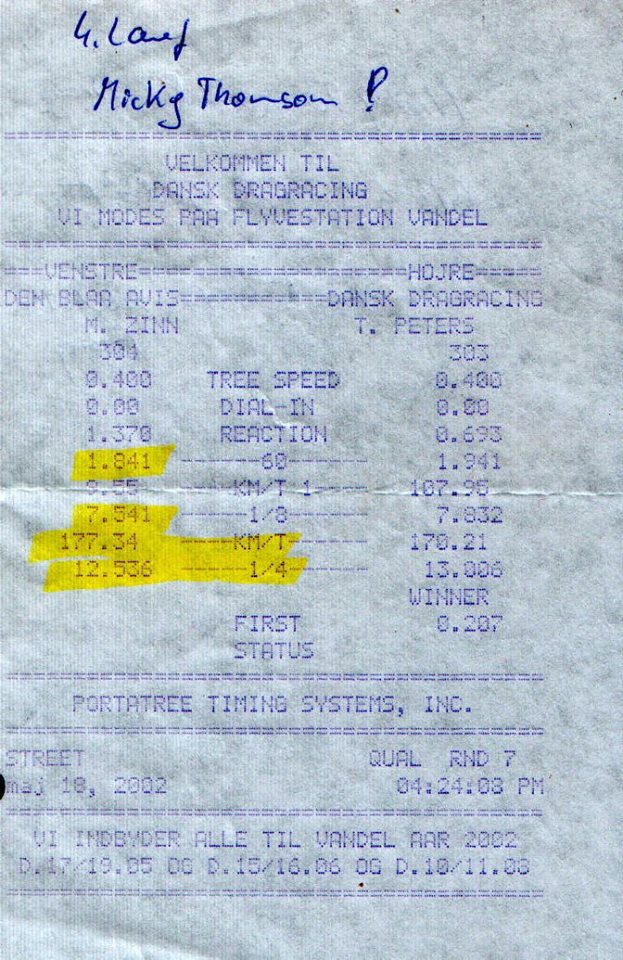 4. Lauf
Micky Thomson !
VELKOMMEN TIL
DANSK DRAGRACING
VI MODES PAA FLYVESTATION VANDEL
===VENSTRE====================HOJRE=====
DEN BLAA AVIS===========DANSK DRAGRACING
M. ZINN T. PETERS
304 303
0.400 TREE SPEED 0.400
0.00 DIAL-IN 0.00
1.370 REACTION 0.693
1.841 ------60------ 1.941
----KM/T 1---- 107.95
7.541 -----1/8------ 7.832
177.34 ----KM/T------ 170.21
12.536 -----1/4------ 13.006
WINNER
FIRST 0.207
STATUS
PORTATREE TIMING SYSTEMS, INC.
STREET QUAL RND 7
maj 18, 2002 04:24:08 PM
VI INDBYDER ALLE TIL VANDEL AAR 2002
D.17/19.05 OG D.15/16.06 OG D.10/11.08